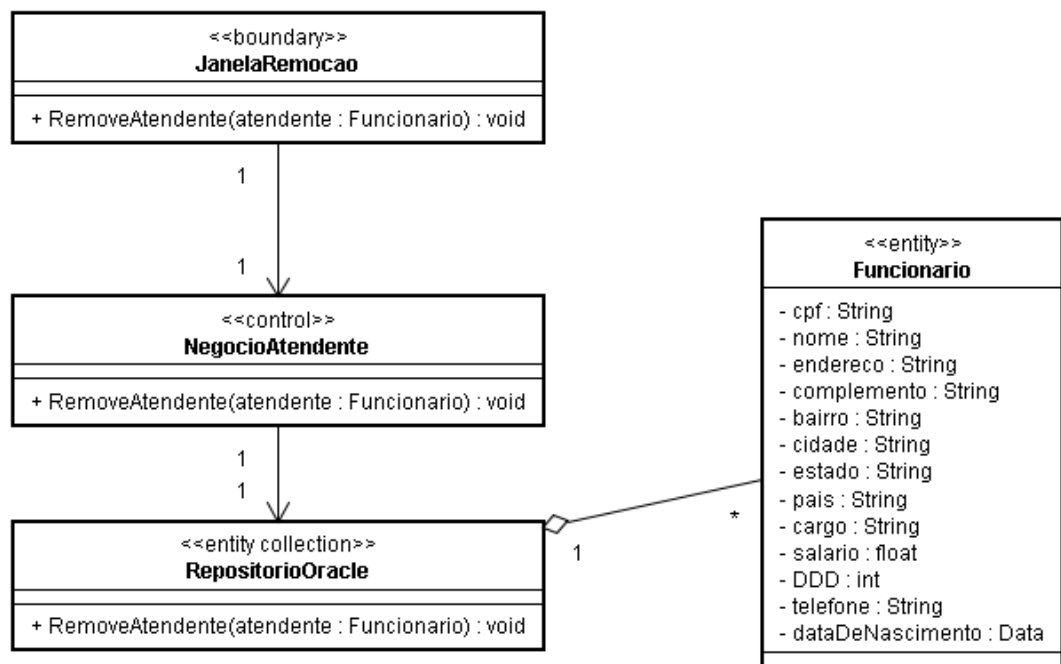 <<boundary>>
JanelaRemocao
+ RemoveAtendente(atendente : Funcionario) : void
1
1
<<control>>
NegocioAtendente
+ RemoveAtendente(atendente : Funcionario) : void
1
1
<<entity collection>>
RepositorioOracle
+ RemoveAtendente(atendente : Funcionario) : void
1
*
<<entity>>
Funcionario
- cpf : String
- nome : String
- endereco : String
- complemento : String
- bairro : String
- cidade : String
- estado : String
- pais : String
- cargo : String
- salario : float
- DDD : int
- telefone : String
- dataDeNascimento : Data